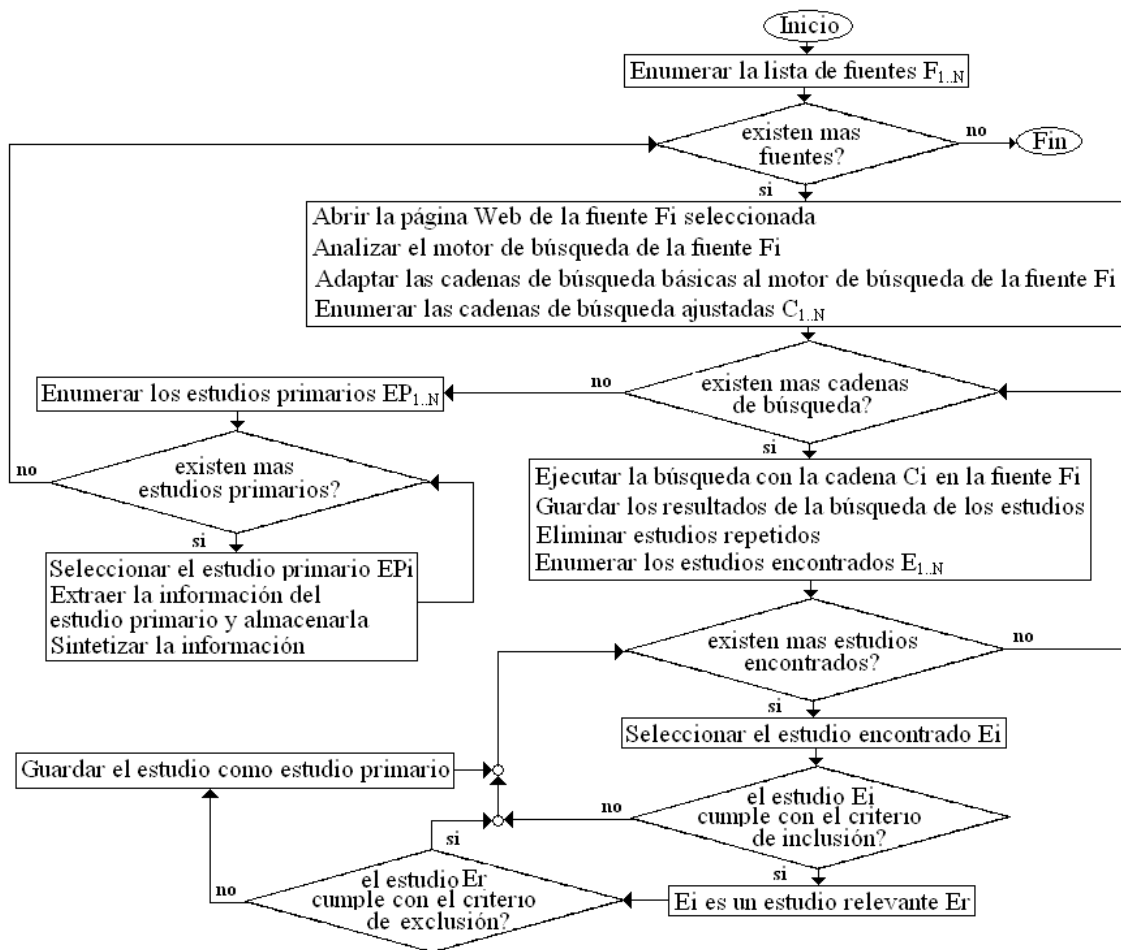 Inicio
Enumerar la lista de fuentes F1..N
existen mas
fuentes?
no
Fin
si
Abrir la página Web de la fuente Fi seleccionada
Analizar el motor de búsqueda de la fuente Fi
Adaptar las cadenas de búsqueda básicas al motor de búsqueda de la fuente Fi
Enumerar las cadenas de búsqueda ajustadas C1..N
existen mas cadenas
de búsqueda?
no
Enumerar los estudios primarios EP1..N
existen mas
estudios primarios?
no
si
Seleccionar el estudio primario EPi
Extraer la información del
estudio primario y almacenarla
Sintetizar la información
si
Ejecutar la búsqueda con la cadena Ci en la fuente Fi
Guardar los resultados de la búsqueda de los estudios
Eliminar estudios repetidos
Enumerar los estudios encontrados E1..N
existen mas estudios
encontrados?
no
si
Seleccionar el estudio encontrado Ei
el estudio Ei
cumple con el criterio
de inclusión?
no
si
Ei es un estudio relevante Er
el estudio Er
cumple con el criterio
de exclusión?
si
no
Guardar el estudio como estudio primario